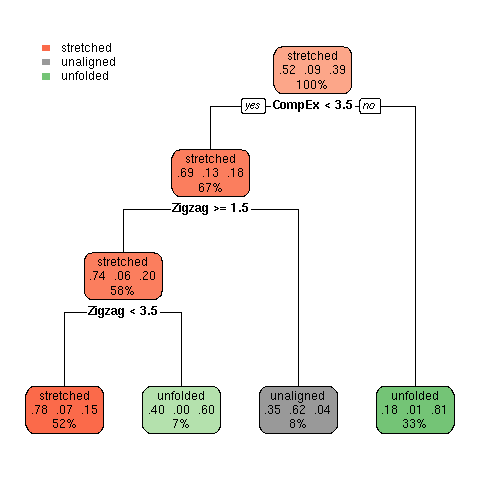 stretched
unaligned
unfolded
stretched
.52 .09 .39
100%
yes CompEx < 3.5 no
stretched
.69 .13 .18
67%
Zigzag >= 1.5
stretched
.74 .06 .20
58%
Zigzag < 3.5
stretched
.78 .07 .15
52%
unfolded
.40 .00 .60
7%
unaligned
.35 .62 .04
8%
unfolded
.18 .01 .81
33%